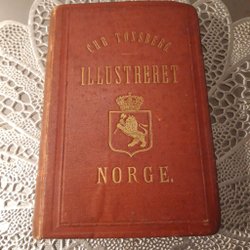 CHR TØNSBERG.
ILLUSTRERET
NORGE.